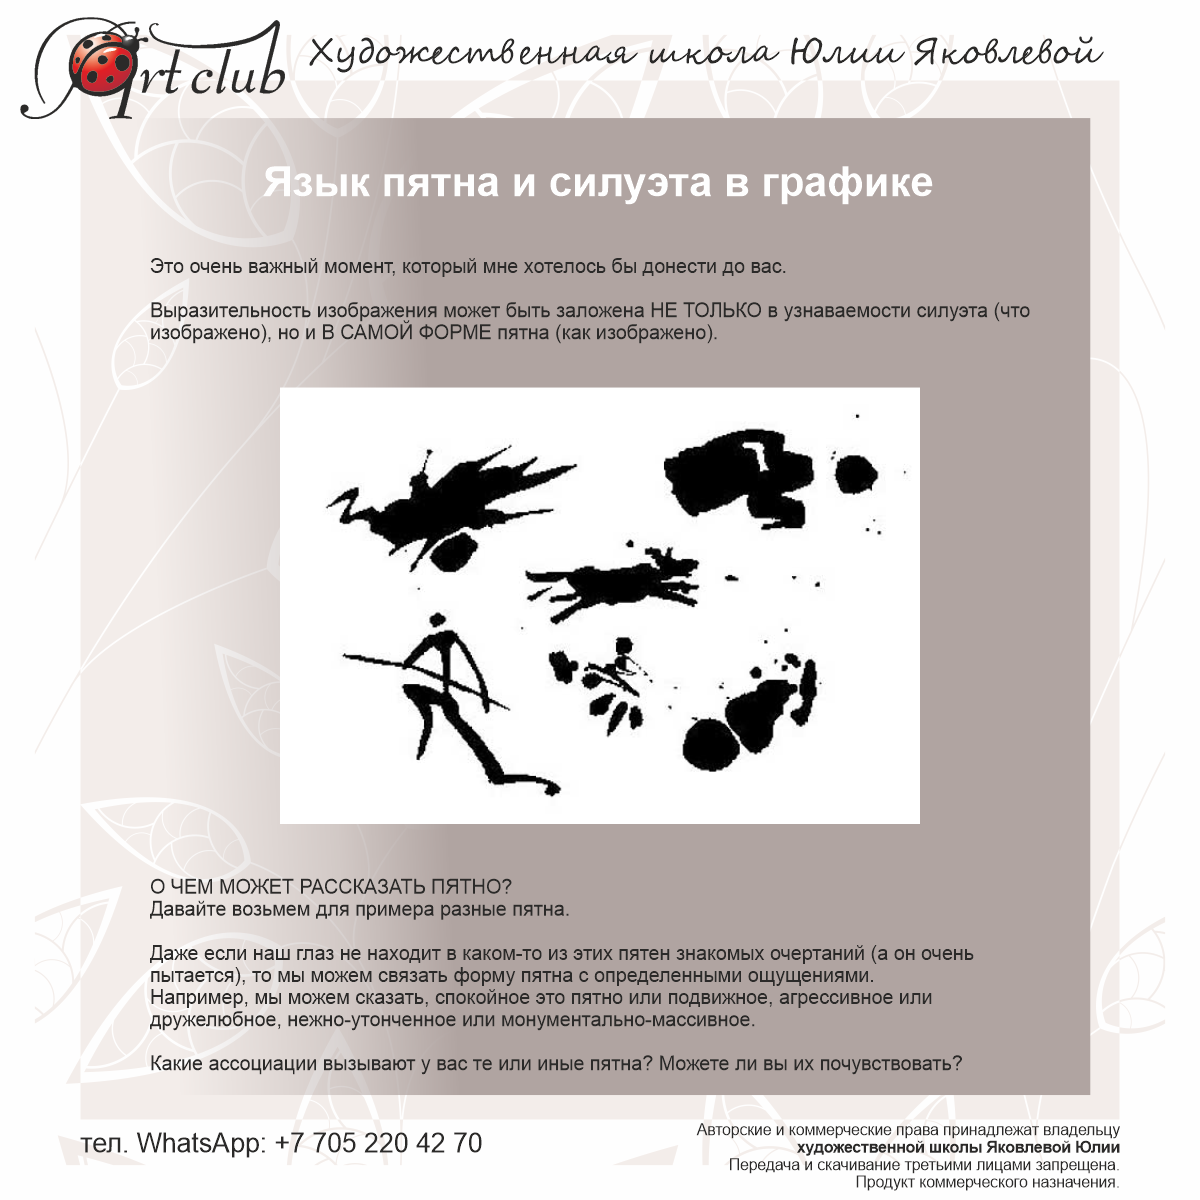 Art club
Художественная школа Юлии Яковлевой
Язык пятна и силуэта в графике
Это очень важный момент, который мне хотелось бы донести до вас.
Выразительность изображения может быть заложена НЕ ТОЛЬКО в узнаваемости силуэта (что
изображено), но и В САМОЙ ФОРМЕ пятна (как изображено).
О ЧЕМ МОЖЕТ РАССКАЗАТЬ ПЯТНО?
Давайте возьмем для примера разные пятна.
Даже если наш глаз не находит в каком-то из этих пятен знакомых очертаний (а он очень
пытается), то мы можем связать форму пятна с определенными ощущениями.
Например, мы можем сказать, спокойное это пятно или подвижное, агрессивное или
дружелюбное, нежно-утонченное или монументально-массивное.
Какие ассоциации вызывают у вас те или иные пятна? Можете ли вы их почувствовать?
тел. WhatsApp: +7 705 220 42 70
Авторские и коммерческие права принадлежат владельцу
художественной школы Яковлевой Юлии
Передача и скачивание третьими лицами запрещена.
Продукт коммерческого назначения.